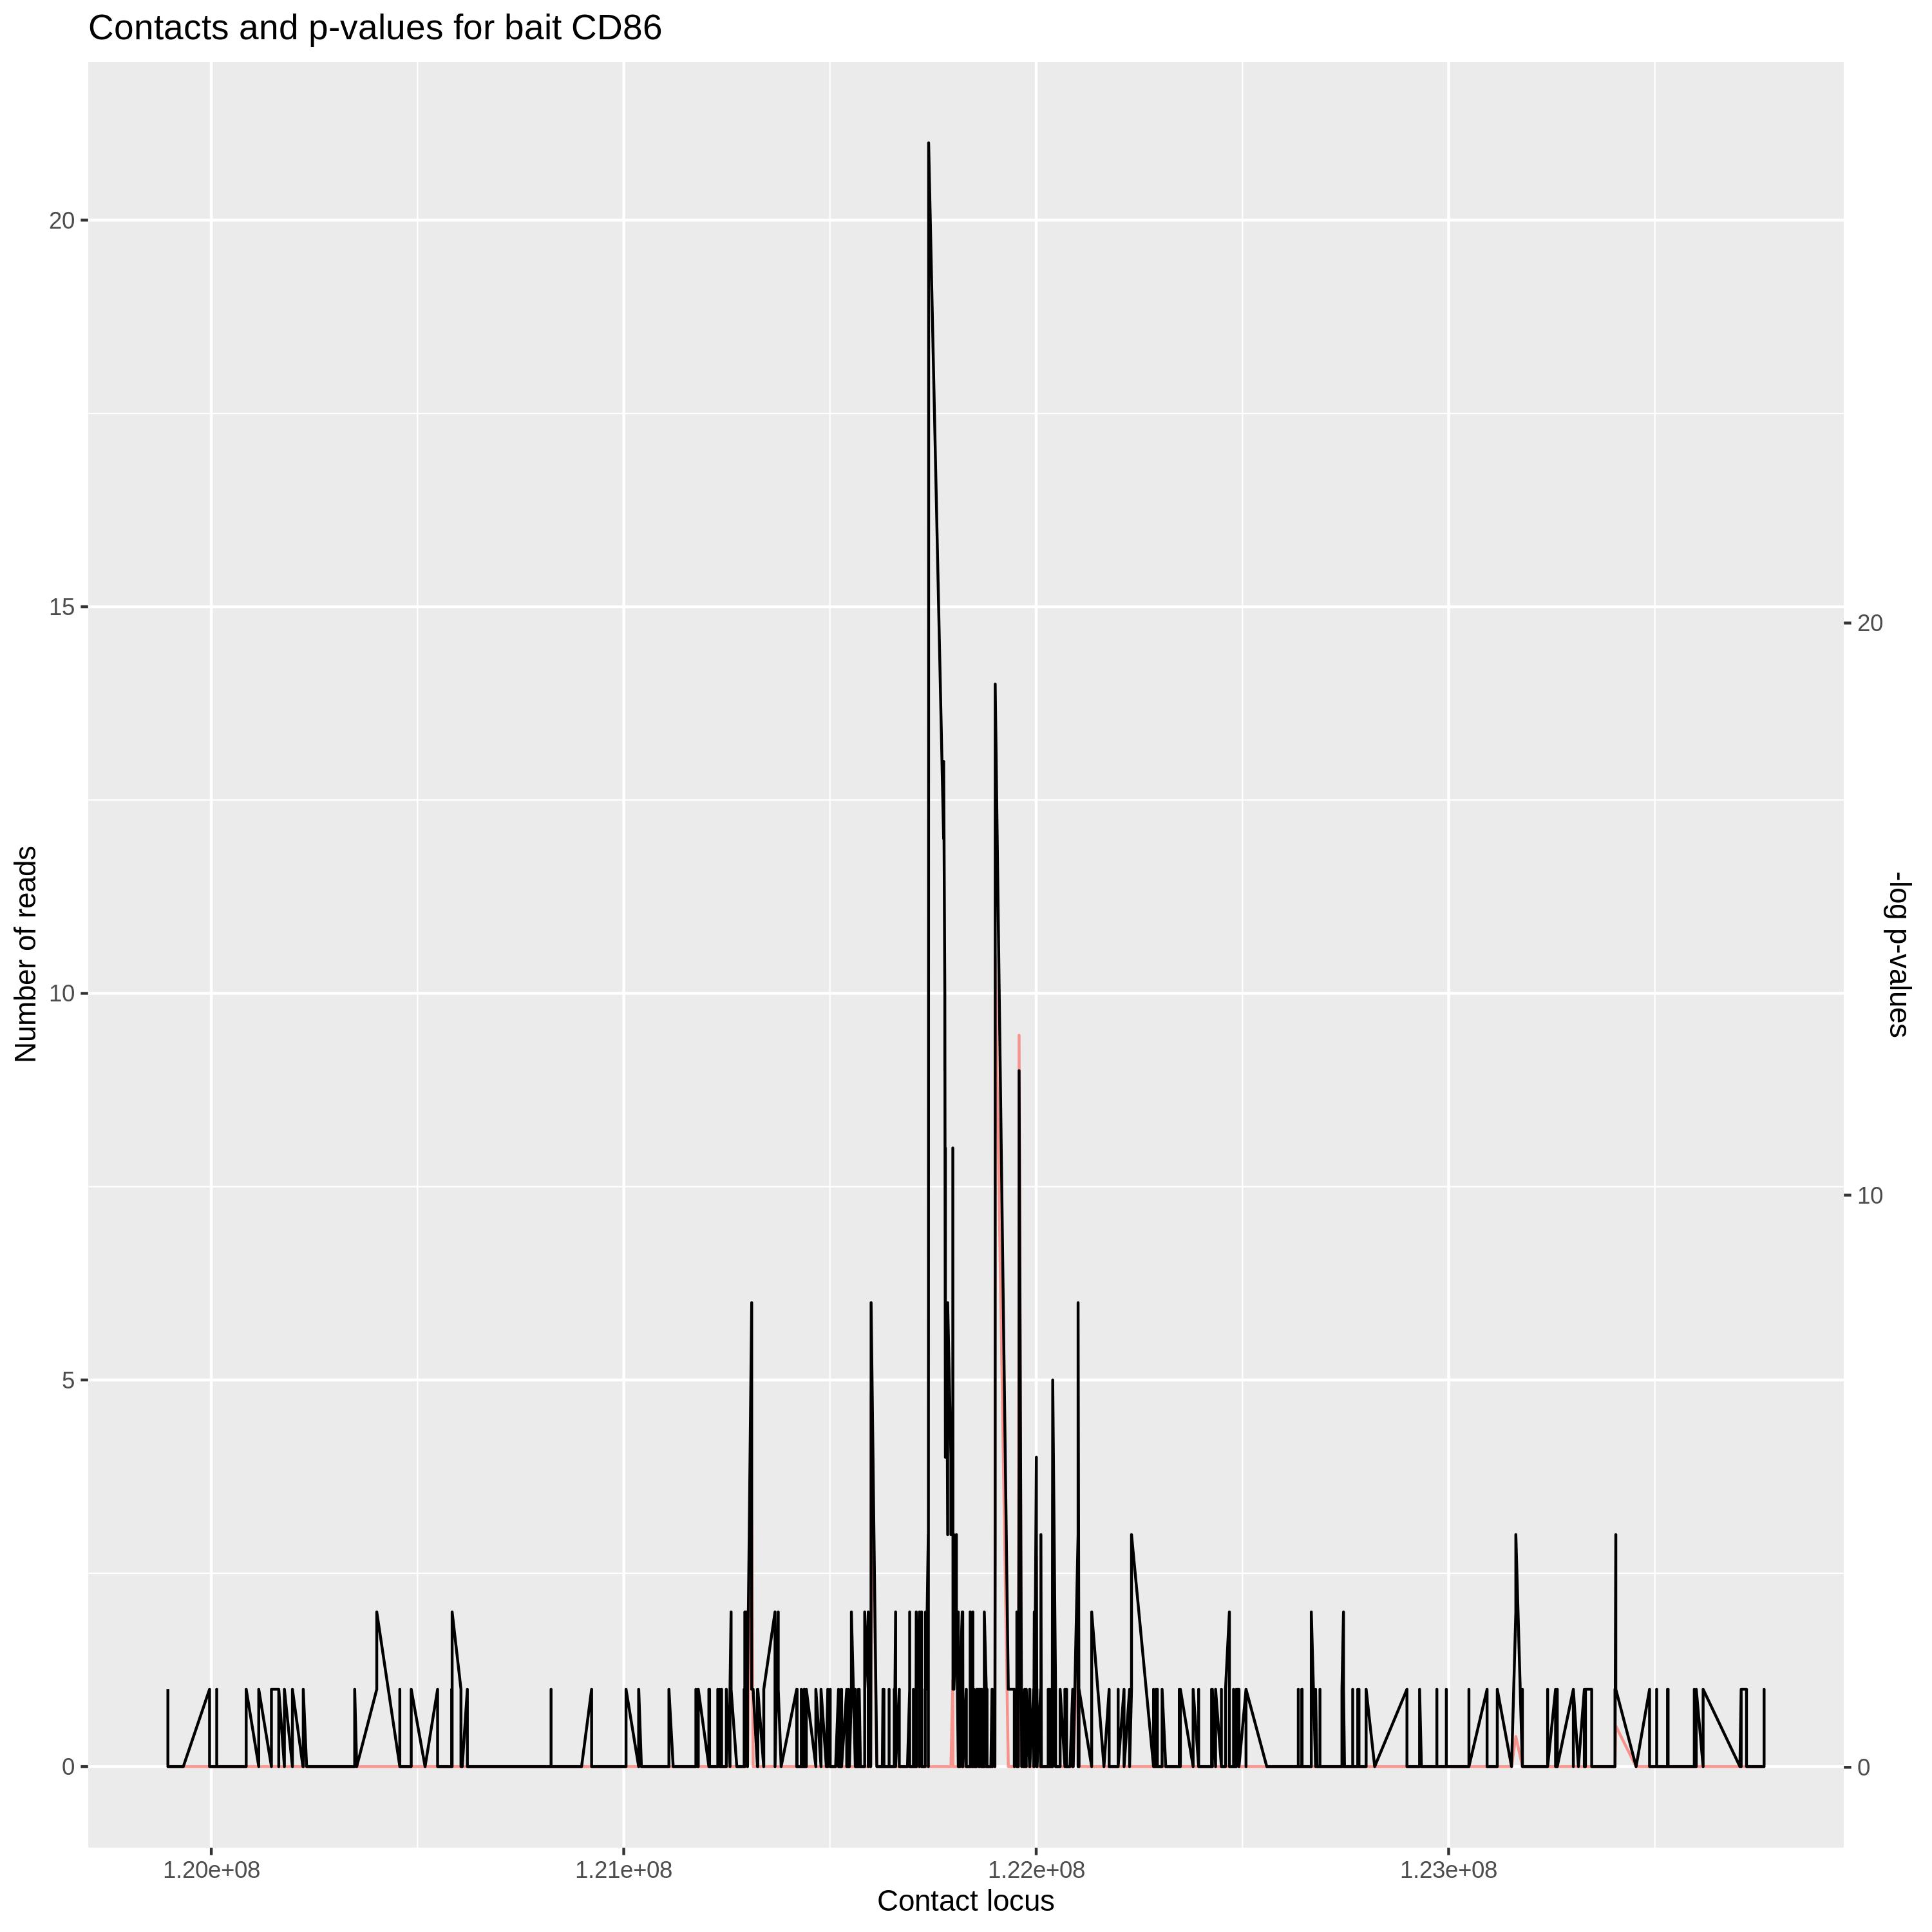 Contacts and p-values for bait CD86
Number of reads
20
15
10
5
0
20
10
0
-log p-values
1.20e+08
1.21e+08
1.22e+08
1.23e+08
Contact locus